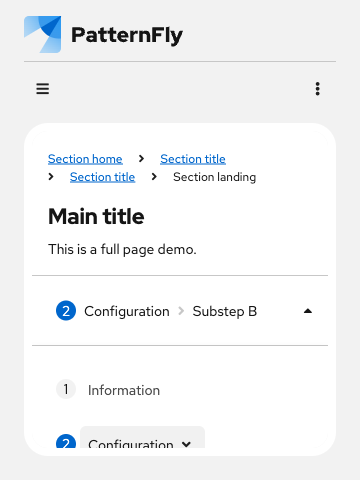 PatternFly
Section home > Section title
> Section title > Section landing
Main title
This is a full page demo.
2 Configuration > Substep B
1 Information
2 Configuration